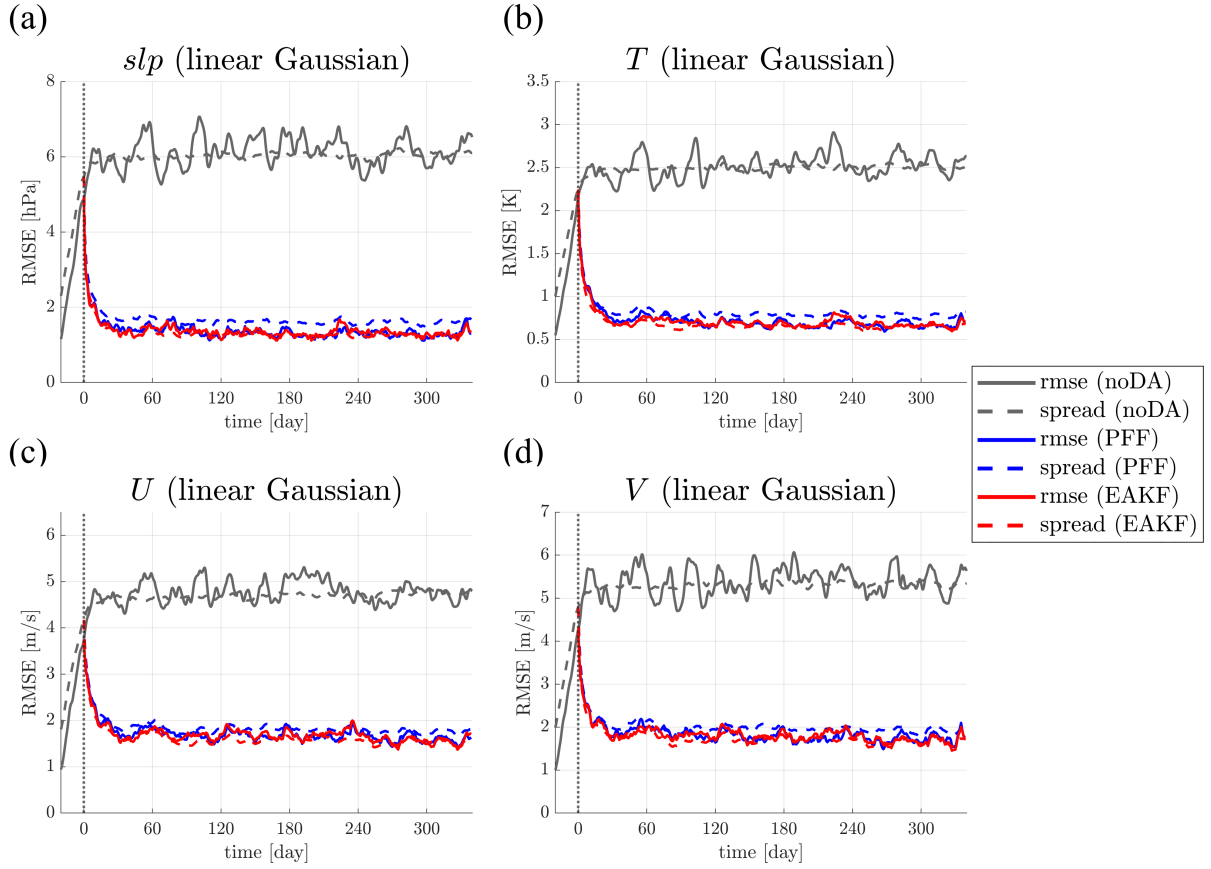 (a)
slp (linear Gaussian)
RMSE [hPa]
8
6
4
2
0
0 60 120 180 240 300
time [day]
(b)
T (linear Gaussian)
RMSE [K]
3.5
3
2.5
2
1.5
1
0.5
0
0 60 120 180 240 300
time [day]
rmse (noDA)
spread (noDA)
rmse (PFF)
spread (PFF)
rmse (EAKF)
spread (EAKF)
(c)
U (linear Gaussian)
RMSE [m/s]
6
5
4
3
2
1
0
0 60 120 180 240 300
time [day]
(d)
V (linear Gaussian)
RMSE [m/s]
7
6
5
4
3
2
1
0
0 60 120 180 240 300
time [day]